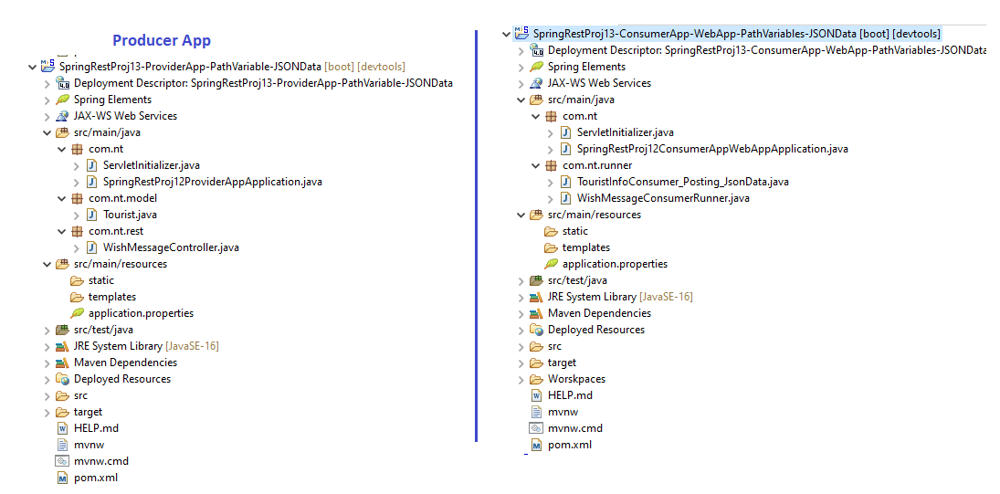 Producer App
SpringRestProj13-ProviderApp-PathVariable-JSONData [boot] [devtools]
Deployment Descriptor: SpringRestProj13-ProviderApp-PathVariable-JSONData
Spring Elements
JAX-WS Web Services
src/main/java
com.nt
ServletInitializer.java
SpringRestProj12ProviderAppApplication.java
com.nt.model
Tourist.java
com.nt.rest
WishMessageController.java
src/main/resources
static
templates
application.properties
src/test/java
JRE System Library [JavaSE-16]
Maven Dependencies
Deployed Resources
src
target
HELP.md
mvnw
mvnw.cmd
pom.xml
SpringRestProj13-ConsumerApp-WebApp-PathVariables-JSONData [boot] [devtools]
Deployment Descriptor: SpringRestProj13-ConsumerApp-WebApp-PathVariables-JSONData
Spring Elements
JAX-WS Web Services
src/main/java
com.nt
ServletInitializer.java
SpringRestProj12ConsumerAppWebAppApplication.java
com.nt.runner
TouristInfoConsumer_Posting_JsonData.java
WishMessageConsumerRunner.java
src/main/resources
static
templates
application.properties
src/test/java
JRE System Library [JavaSE-16]
Maven Dependencies
Deployed Resources
src
target
Worskpaces
HELP.md
mvnw
mvnw.cmd
pom.xml